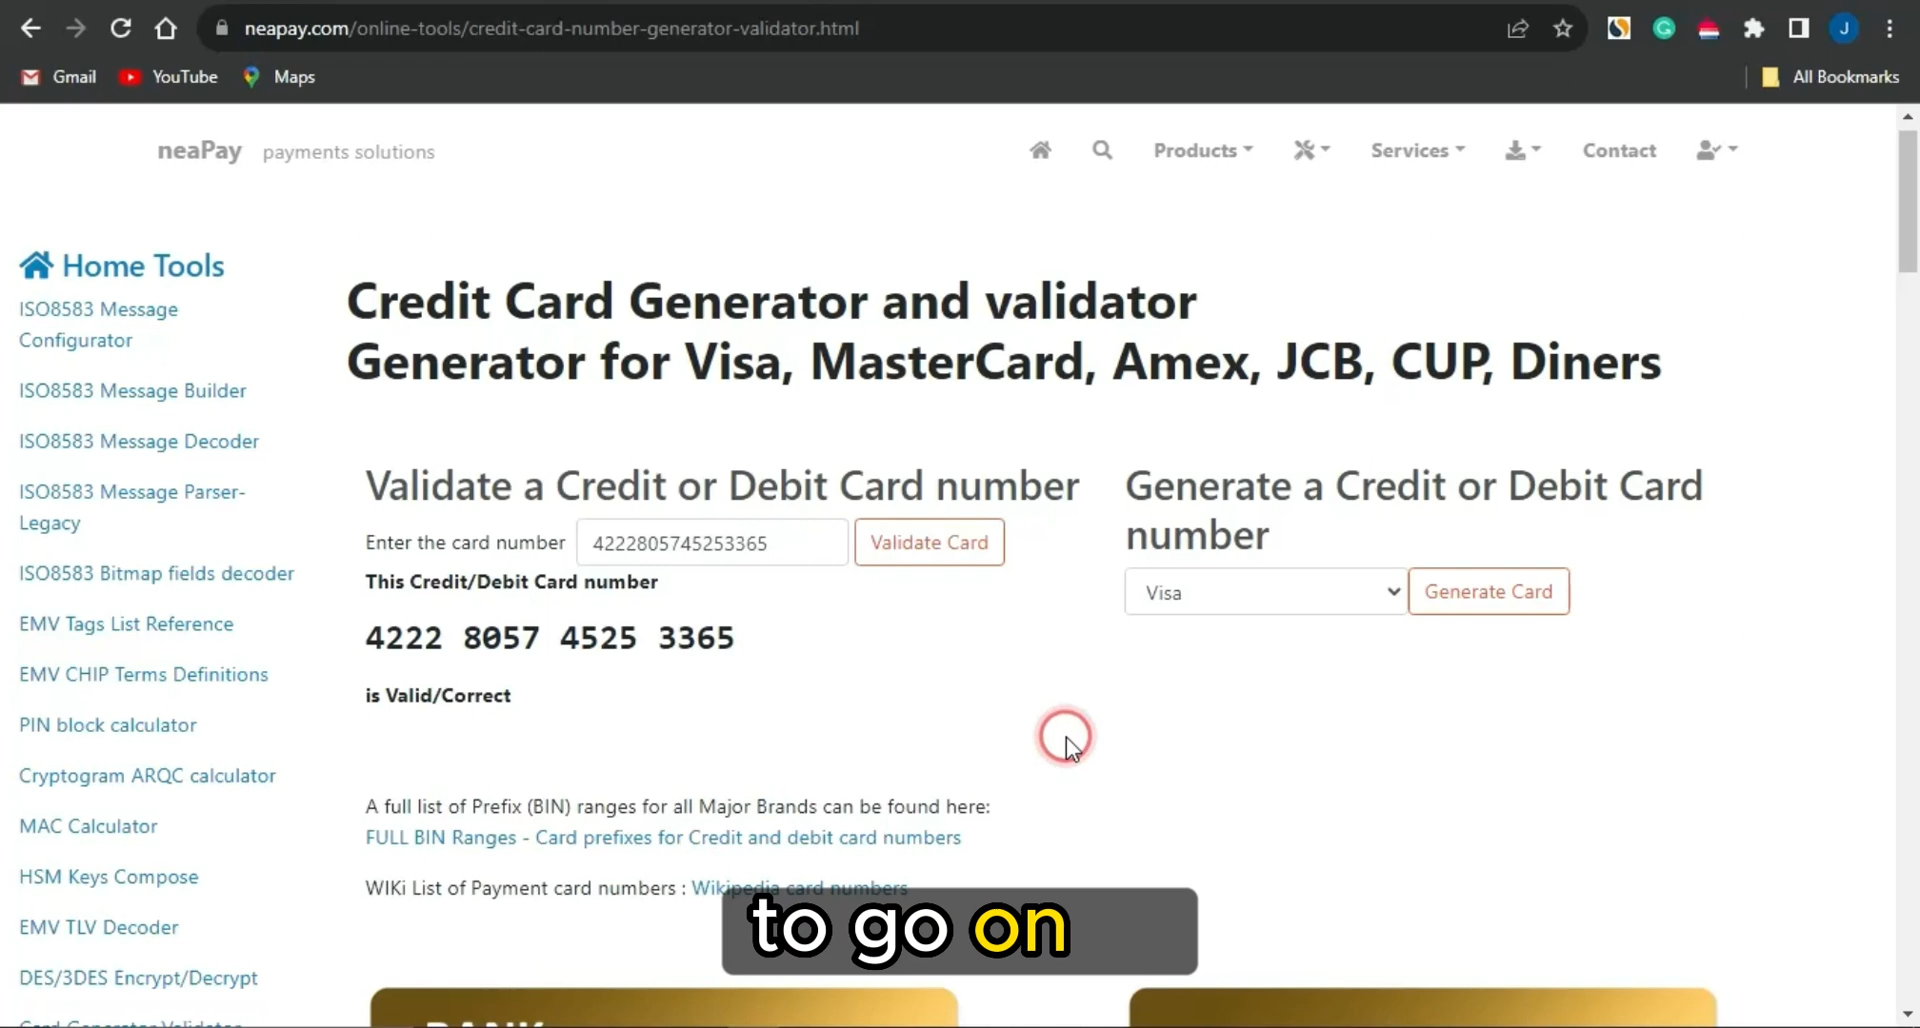 neapay.com/online-tools/credit-card-number-generator-validator.html
J
Gmail YouTube Maps All Bookmarks
neaPay payments solutions Products Services Contact
Home Tools
ISO8583 Message
Configurator
ISO8583 Message Builder
ISO8583 Message Decoder
ISO8583 Message Parser-
Legacy
ISO8583 Bitmap fields decoder
EMV Tags List Reference
EMV CHIP Terms Definitions
PIN block calculator
Cryptogram ARQC calculator
MAC Calculator
HSM Keys Compose
EMV TLV Decoder
DES/3DES Encrypt/Decrypt
Card Generator Validator
Credit Card Generator and validator
Generator for Visa, MasterCard, Amex, JCB, CUP, Diners
Validate a Credit or Debit Card number
Enter the card number 4222805745253365 Validate Card
This Credit/Debit Card number
4222 8057 4525 3365
is Valid/Correct
Generate a Credit or Debit Card
number
Visa Generate Card
A full list of Prefix (BIN) ranges for all Major Brands can be found here:
FULL BIN Ranges - Card prefixes for Credit and debit card numbers
WIKi List of Payment card numbers : Wikipedia card numbers
To go on
BANK